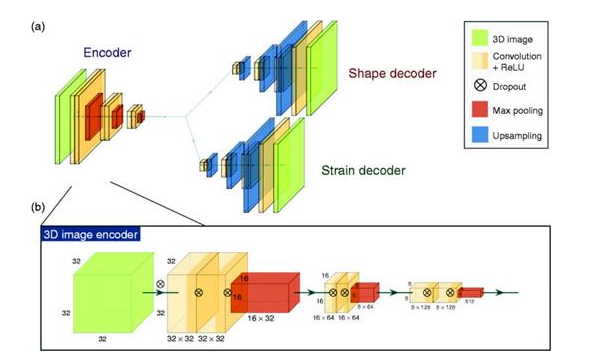 (a)
Encoder
Shape decoder
Strain decoder
3D image
Convolution
+ ReLU
Dropout
Max pooling
Upsampling
(b)
3D image encoder
32
32
32
32
32
32 × 32
32 × 32
16
16
16 × 32
16
16
16 × 64
16 × 64
8
8 × 64
8
8
8 × 128
8 × 128